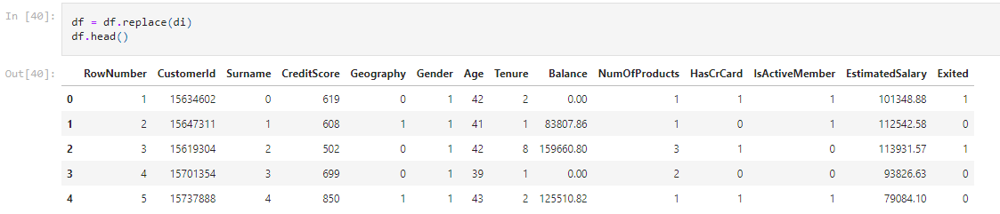 In [40]: df = df.replace(di)
df.head()
Out[40]: RowNumber CustomerId Surname CreditScore Geography Gender Age Tenure Balance NumOfProducts HasCrCard IsActiveMember EstimatedSalary Exited
0 1 15634602 0 619 0 1 42 2 0.00 1 1 1 101348.88 1
1 2 15647311 1 608 1 1 41 1 83807.86 1 0 1 112542.58 0
2 3 15619304 2 502 0 1 42 8 159660.80 3 1 0 113931.57 1
3 4 15701354 3 699 0 1 39 1 0.00 2 0 0 93826.63 0
4 5 15737888 4 850 1 1 43 2 125510.82 1 1 1 79084.10 0